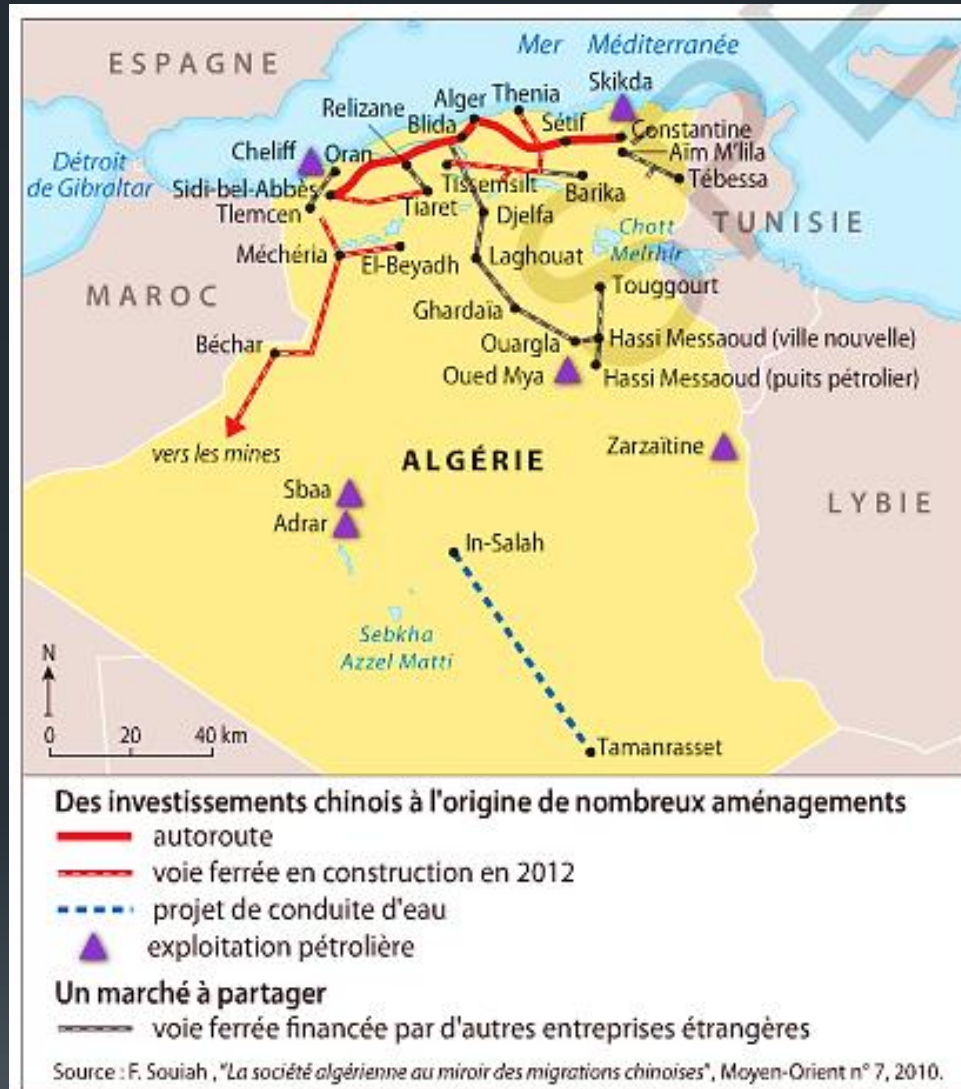 ESPAGNE
Mer Méditerranée
Skikda
Relizane
Alger
Thenia
Blida
Sétif
Constantine
Détroit
de Gibraltar
Cheliff
Oran
Aïm M'lila
Sidi-bel-Abbès
Tissemsilt
Barika
Tébessa
Tlemcen
Tiaret
Djelfa
TUNISIE
Chott
Melrhir
Méchéria
El-Beyadh
Laghouat
MAROC
Touggourt
Ghardaïa
Béchar
Ouargla
Hassi Messaoud (ville nouvelle)
Oued Mya
Hassi Messaoud (puits pétrolier)
vers les mines
ALGÉRIE
Zarzaïtine
Sbaa
LYBIE
Adrar
In-Salah
Sebkha
Azzel Matti
N
0 20 40 km
Tamanrasset
Des investissements chinois à l'origine de nombreux aménagements
autoroute
voie ferrée en construction en 2012
projet de conduite d'eau
exploitation pétrolière
Un marché à partager
voie ferrée financée par d'autres entreprises étrangères
Source : F. Souiah , "La société algérienne au miroir des migrations chinoises", Moyen-Orient n° 7, 2010.